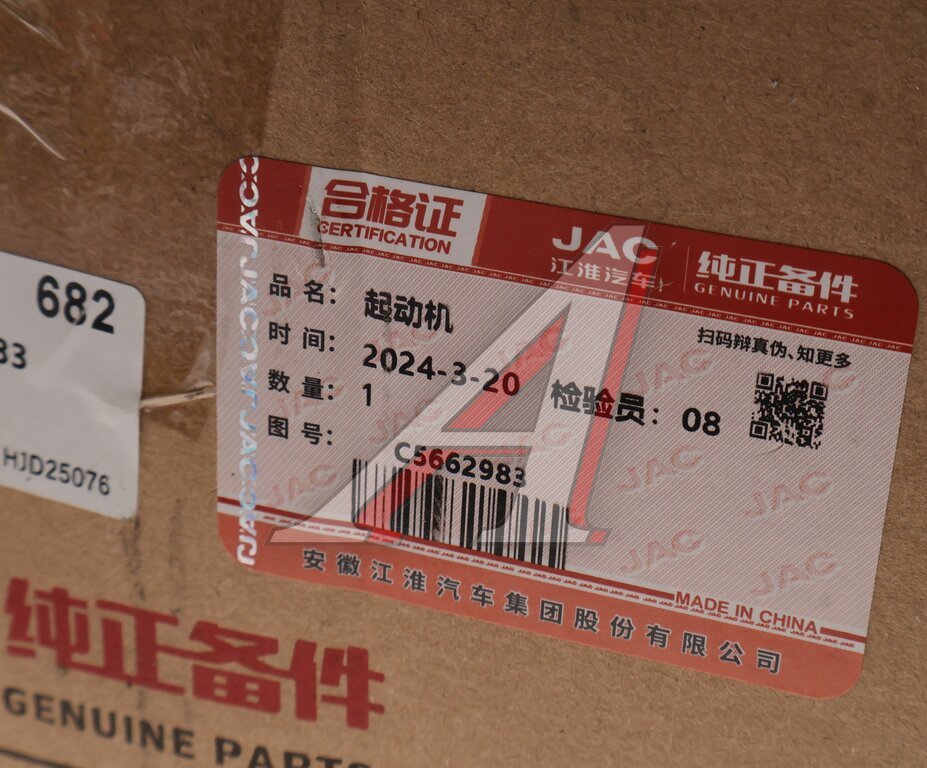 682
83
HJD25076
合格证
CERTIFICATION
JAC
江淮汽车
纯正备件
GENUINE PARTS
品名： 起动机
扫码辩真伪、知更多
时间： 2024-3-20
数量： 1
检验员： 08
图号： C5662983
MADE IN CHINA
安徽江淮汽车集团股份有限公司
纯正备件
GENUINE PARTS